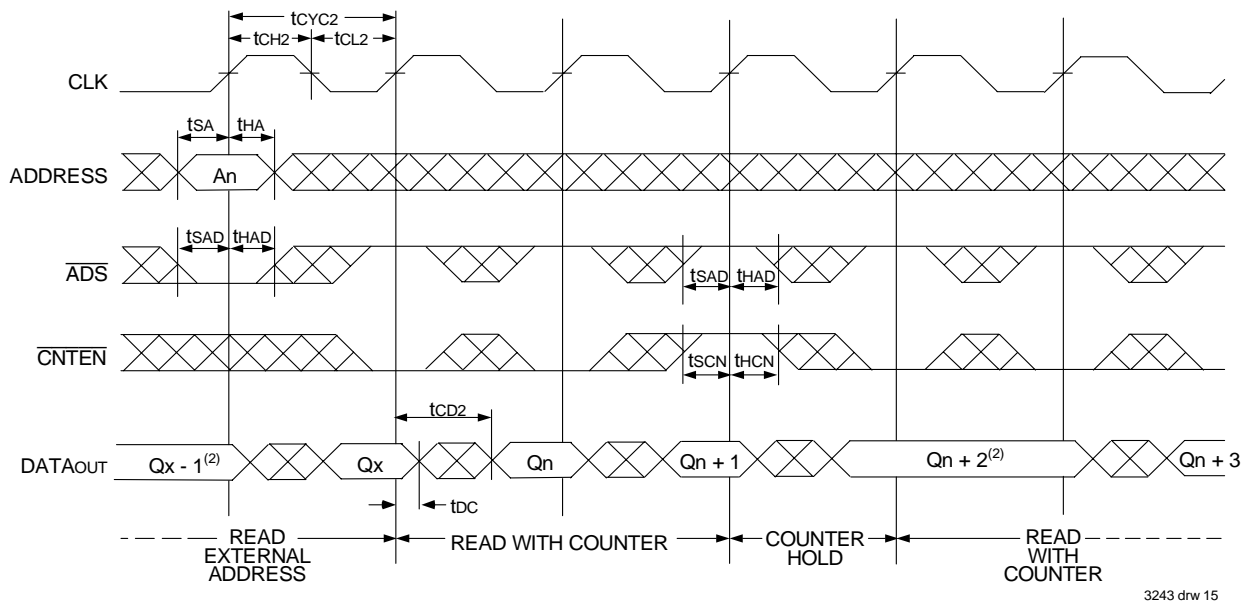 tCYC2
tCH2 tCL2
CLK
tSA tHA
ADDRESS An
tSAD tHAD
ADS
tSAD tHAD
CNTEN
tSCN tHCN
tCD2
DATAOUT Qx - 1(2) Qx Qn Qn + 1 Qn + 2(2) Qn + 3
tDC
READ EXTERNAL ADDRESS
READ WITH COUNTER
COUNTER HOLD
READ WITH COUNTER
3243 drw 15